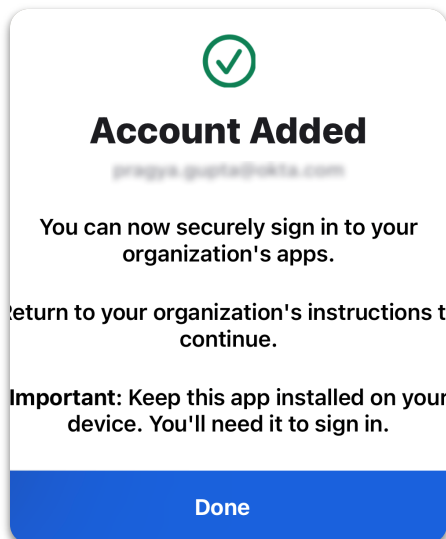 Account Added
You can now securely sign in to your
organization's apps.
Return to your organization's instructions t
continue.
Important: Keep this app installed on your
device. You'll need it to sign in.
Done